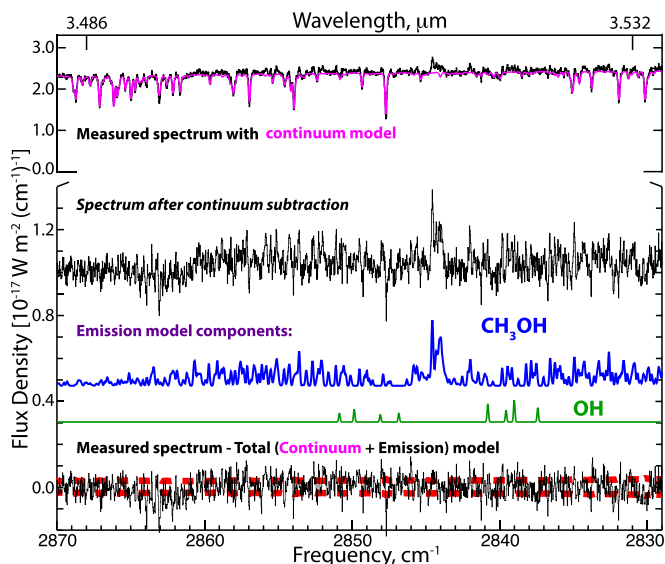 Wavelength, μm
3.486 3.532
3.0
2.0
1.0
0.0
Measured spectrum with continuum model
Spectrum after continuum subtraction
1.2
0.8
Emission model components:
CH3OH
0.4
OH
Measured spectrum - Total (Continuum + Emission) model
0.0
Flux Density [10-17 W m-2 (cm-1)-1]
2870 2860 2850 2840 2830
Frequency, cm-1